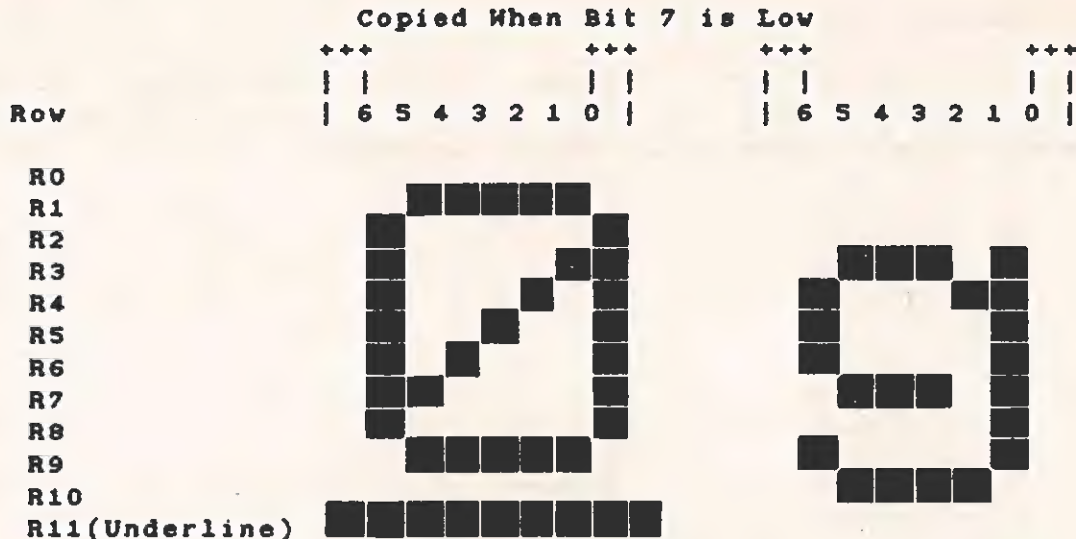 Copied When Bit 7 is Low
+++ +++ +++ +++
| | | | | | | |
Row | 6 5 4 3 2 1 0 | | 6 5 4 3 2 1 0 |
R0
R1
R2
R3
R4
R5
R6
R7
R8
R9
R10
R11(Underline)